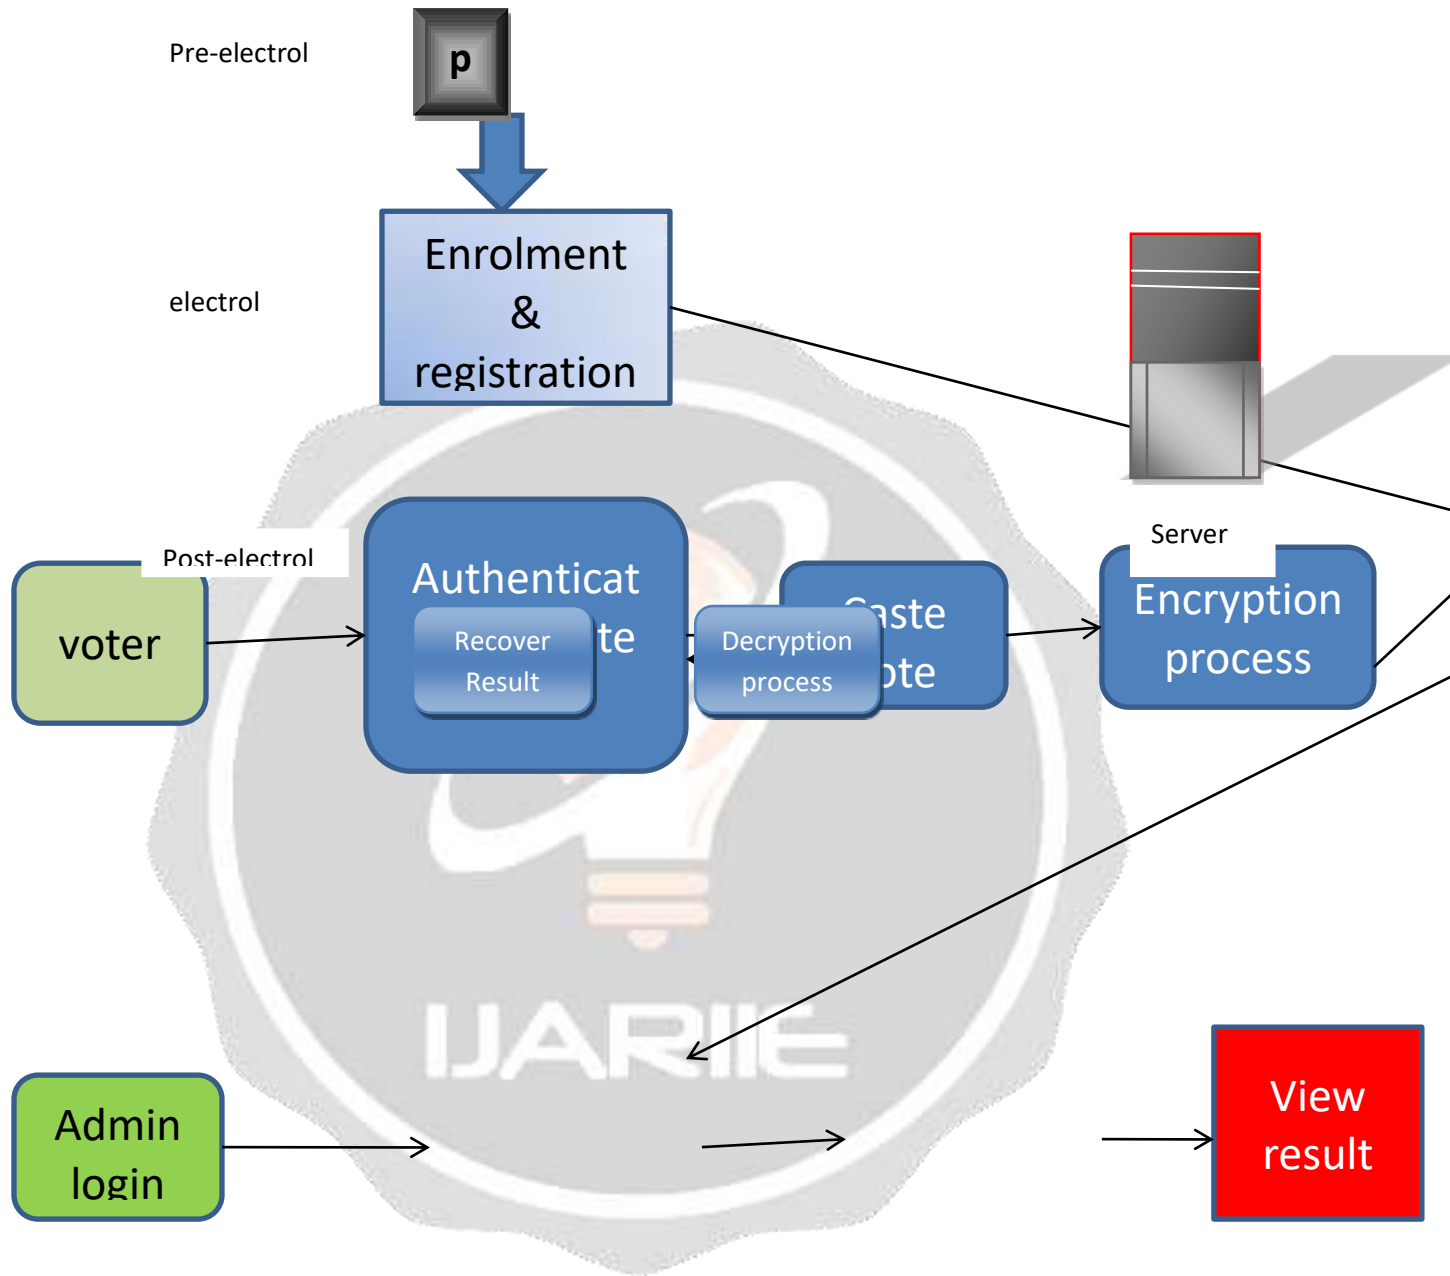 Pre-electrol
p
Enrolment
&
registration
electrol
Server
Post-electrol
voter
Authenticat
te
Recover
Result
Decryption
process
aste
ote
Encryption
process
IJARIIE
Admin
login
View
result